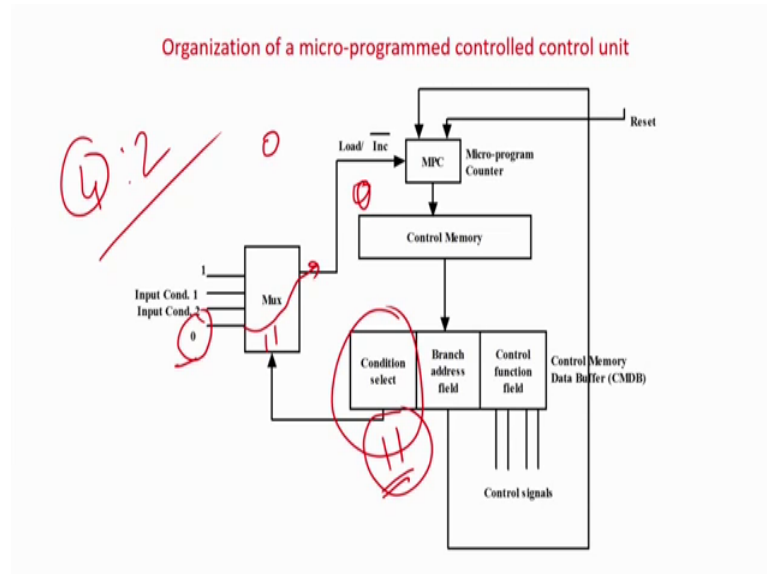 Organization of a micro-programmed controlled control unit
Reset
Load/ Inc
MPC
Micro-program
Counter
0
4:2
0
Control Memory
1
Input Cond. 1
Input Cond. 2
0
Mux
11
Condition
select
Branch
address
field
Control
function
field
Control Memory
Data Buffer (CMDB)
11
Control signals